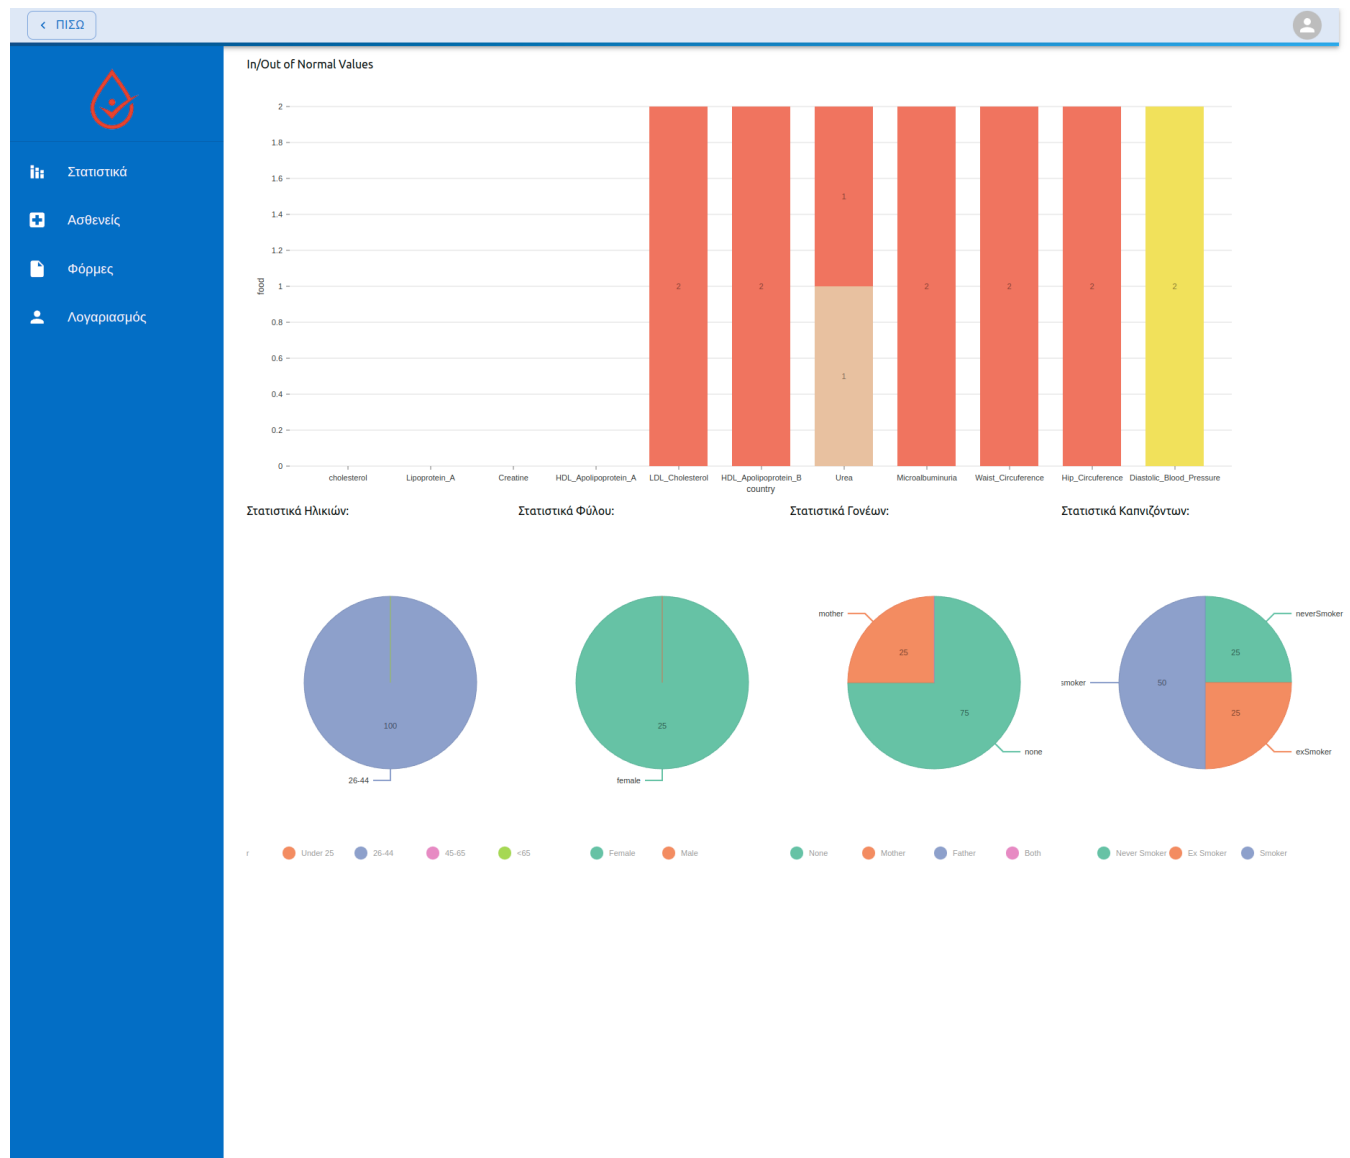 ΠΙΣΩ
Στατιστικά
Ασθενείς
Φόρμες
Λογαριασμός
In/Out of Normal Values
2
1.8
1.6
1.4
1.2
1
0.8
0.6
0.4
0.2
0
food
2 2 1 1 2 2 2 2
cholesterol Lipoprotein_A Creatine HDL_Apolipoprotein_A LDL_Cholesterol HDL_Apolipoprotein_B Urea Microalbuminuria Waist_Circuference Hip_Circuference Diastolic_Blood_Pressure
country
Στατιστικά Ηλικιών: Στατιστικά Φύλου: Στατιστικά Γονέων: Στατιστικά Καπνιζόντων:
100
26-44
25
female
mother
25
75
none
neverSmoker
25
smoker
50
25
exSmoker
r Under 25 26-44 45-65 <65 Female Male None Mother Father Both Never Smoker Ex Smoker Smoker